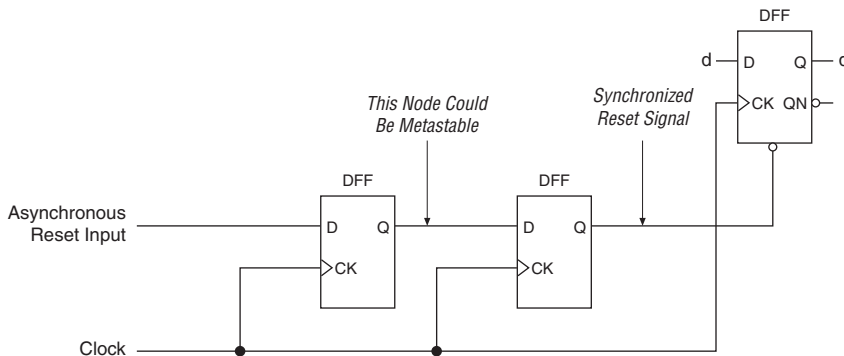 DFF
d
D
Q
q
CK
QN
This Node Could
Be Metastable
Synchronized
Reset Signal
DFF
DFF
Asynchronous
Reset Input
D
Q
D
Q
CK
CK
Clock